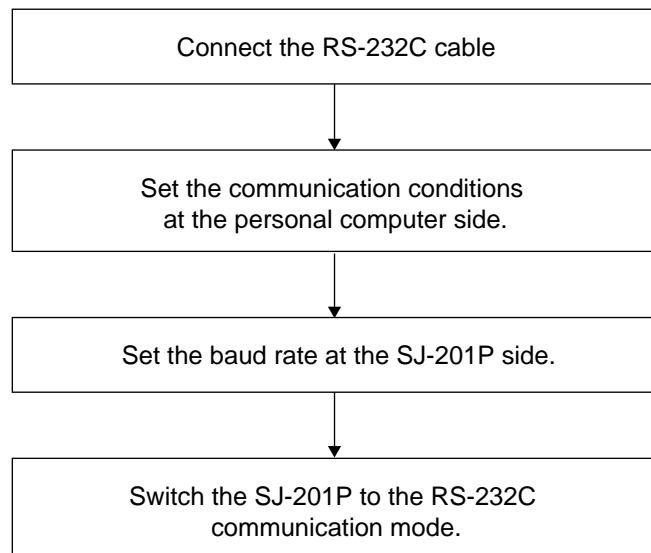 Connect the RS-232C cable
Set the communication conditions
at the personal computer side.
Set the baud rate at the SJ-201P side.
Switch the SJ-201P to the RS-232C
communication mode.